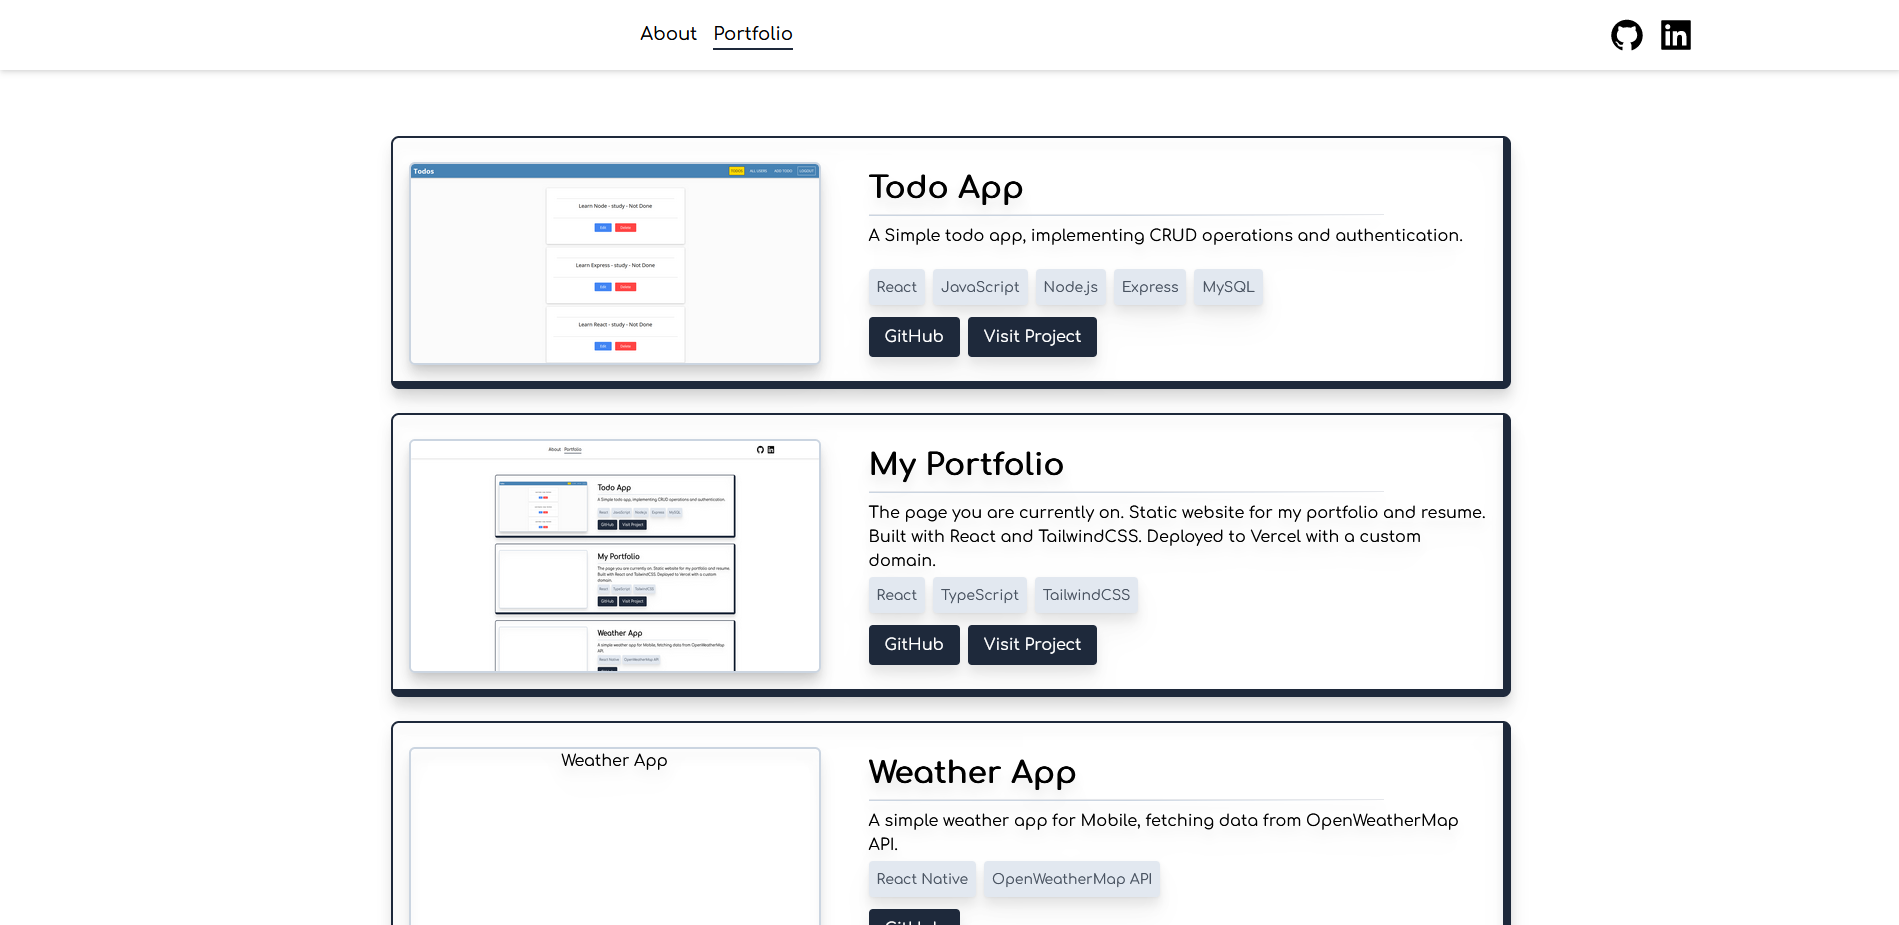 About Portfolio
Todos
TODOS ALL USERS ADD TODO LOGOUT
Learn Node - study - Not Done
Edit Delete
Learn Express - study - Not Done
Edit Delete
Learn React - study - Not Done
Edit Delete
Todo App
A Simple todo app, implementing CRUD operations and authentication.
React JavaScript Node.js Express MySQL
GitHub Visit Project
About Portfolio
Todo App
A Simple todo app, implementing CRUD operations and authentication.
React JavaScript Node.js Express MySQL
GitHub Visit Project
My Portfolio
The page you are currently on. Static website for my portfolio and resume.
Built with React and TailwindCSS. Deployed to Vercel with a custom
domain.
React TypeScript TailwindCSS
GitHub Visit Project
Weather App
A simple weather app for Mobile, fetching data from OpenWeatherMap
API.
React Native OpenWeatherMap API
My Portfolio
The page you are currently on. Static website for my portfolio and resume.
Built with React and TailwindCSS. Deployed to Vercel with a custom
domain.
React TypeScript TailwindCSS
GitHub Visit Project
Weather App
Weather App
A simple weather app for Mobile, fetching data from OpenWeatherMap
API.
React Native OpenWeatherMap API
GitHub